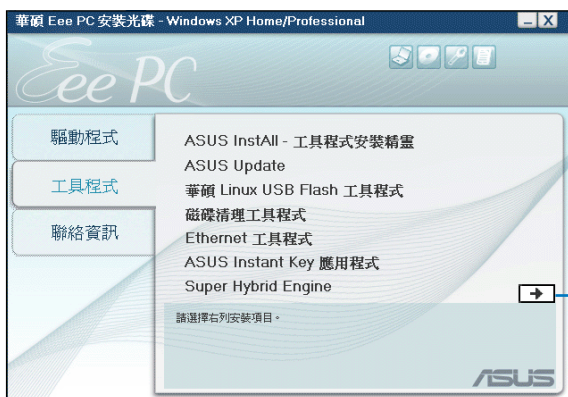 華碩 Eee PC 安裝光碟 - Windows XP Home/Professional
Eee PC
驅動程式
工具程式
聯絡資訊
ASUS InstAll - 工具程式安裝精靈
ASUS Update
華碩 Linux USB Flash 工具程式
磁碟清理工具程式
Ethernet 工具程式
ASUS Instant Key 應用程式
Super Hybrid Engine
請選擇右列安裝項目。
ASUS